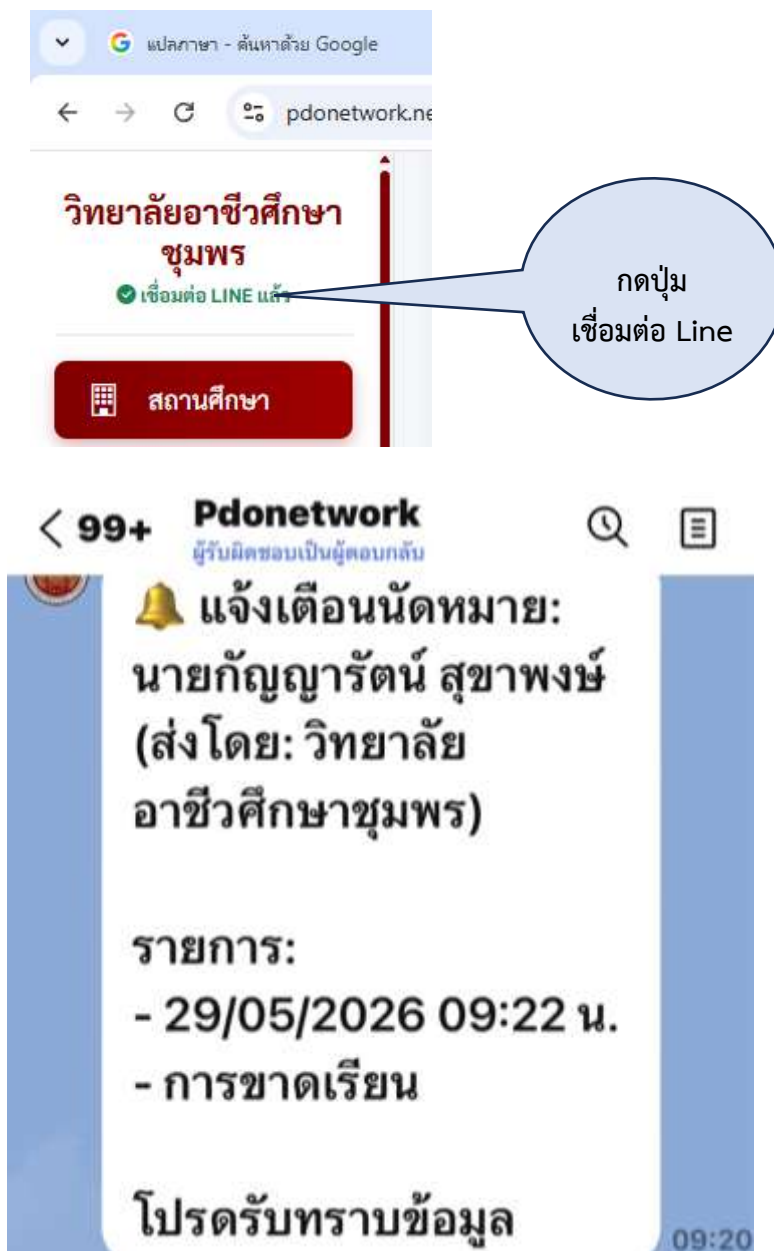 แปลภาษา - ค้นหาด้วย Google
pdonetwork.ne
วิทยาลัยอาชีวศึกษา
ชุมพร
เชื่อมต่อ LINE แล้ว
กดปุ่ม
เชื่อมต่อ Line
สถานศึกษา
99+
Pdonetwork
ผู้รับผิดชอบเป็นผู้ตอบกลับ
🔔 แจ้งเตือนนัดหมาย:
นายกัญญารัตน์ สุขาพงษ์
(ส่งโดย: วิทยาลัย
อาชีวศึกษาชุมพร)
รายการ:
- 29/05/2026 09:22 น.
- การขาดเรียน
โปรดรับทราบข้อมูล
09:20